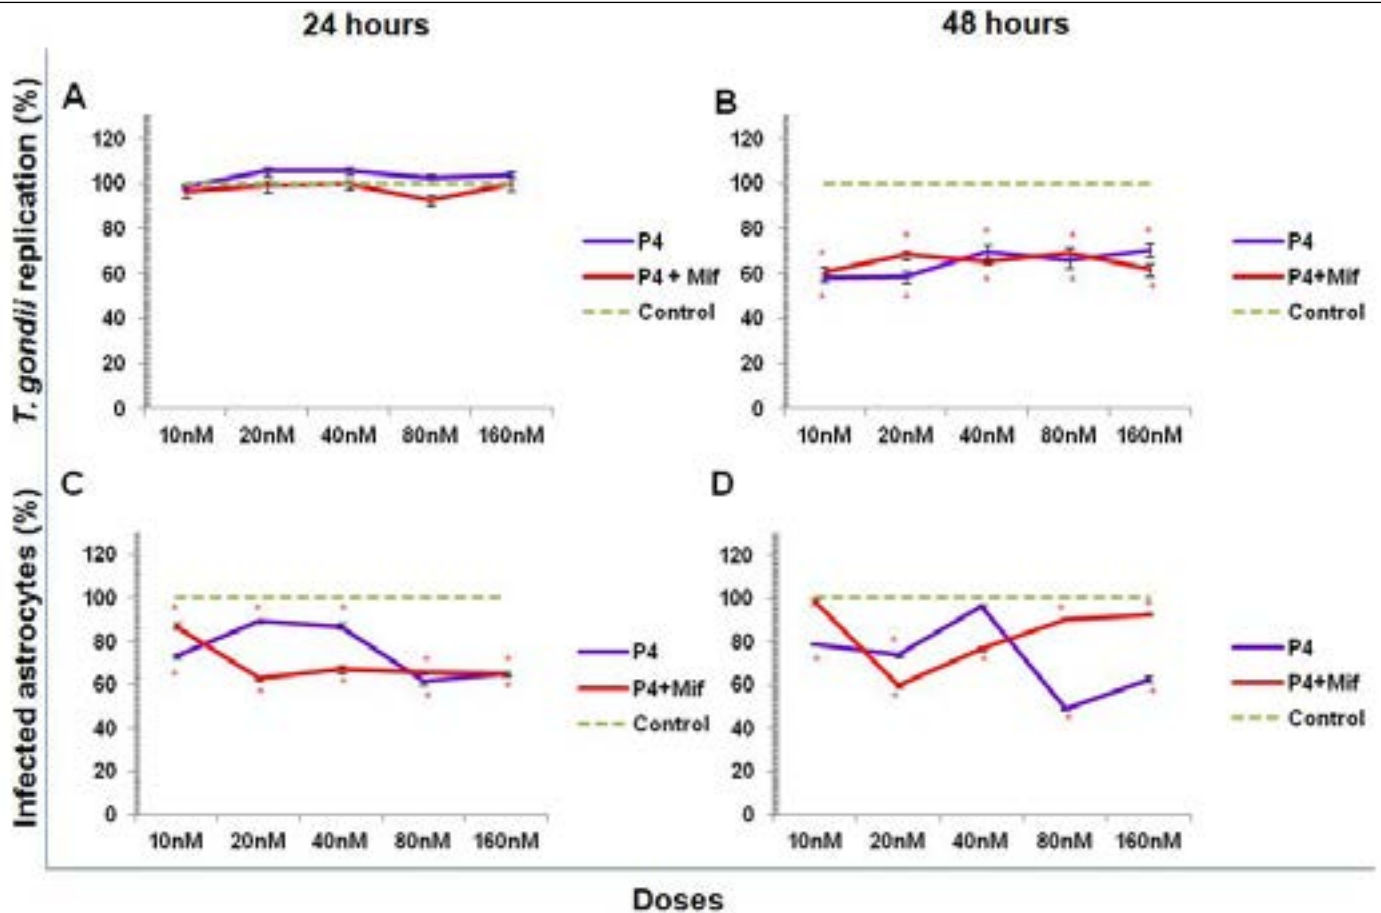 24 hours
48 hours
T. gondii replication (%)
A
120
100
80
60
40
20
0
10nM 20nM 40nM 80nM 160nM
P4
P4 + Mif
Control
B
120
100
80
60
40
20
0
10nM 20nM 40nM 80nM 160nM
P4
P4+Mif
Control
Infected astrocytes (%)
C
120
100
80
60
40
20
0
10nM 20nM 40nM 80nM 160nM
P4
P4+Mif
Control
D
120
100
80
60
40
20
0
10nM 20nM 40nM 80nM 160nM
P4
P4+Mif
Control
Doses